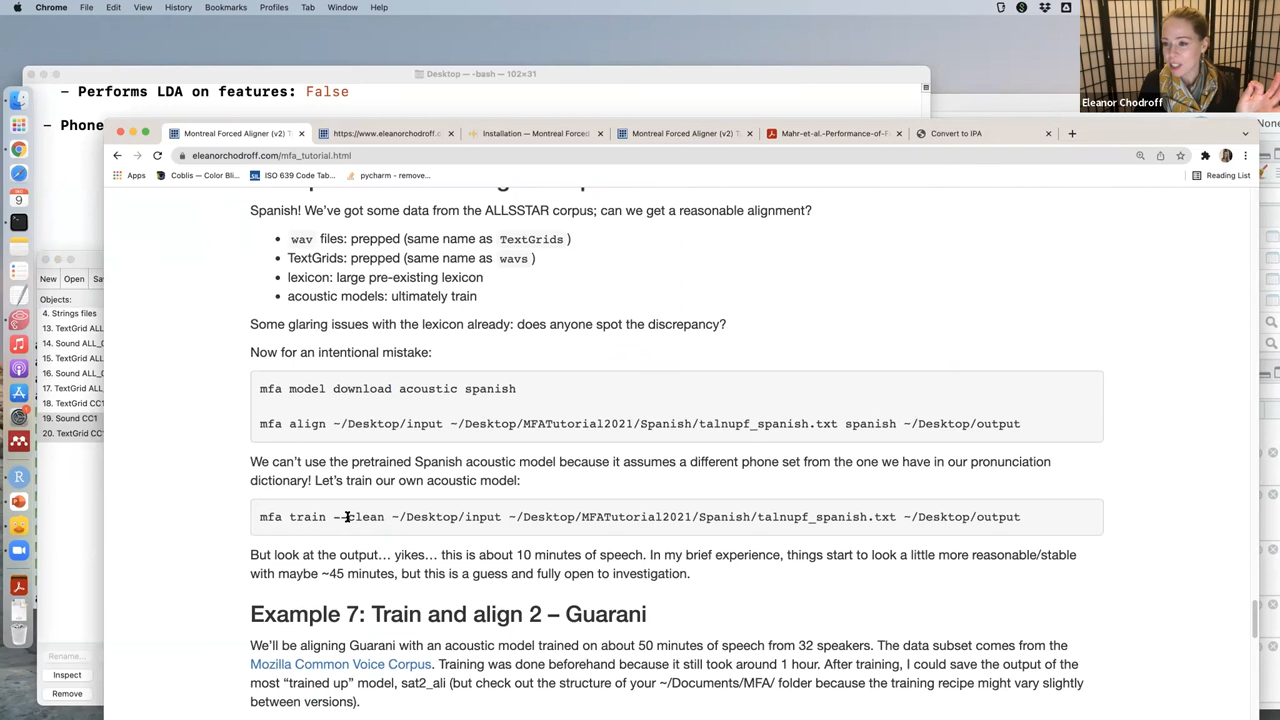 Chrome File Edit View History Bookmarks Profiles Tab Window Help
Desktop — -bash — 102×31
– Performs LDA on features: False
– Phone
Eleanor Chodroff
None
Montreal Forced Aligner (v2) T
https://www.eleanorchodroff.c
Installation — Montreal Forced
Montreal Forced Aligner (v2)
Mahr-et-al.-Performance-of-F
Convert to IPA
eleanorchodroff.com/mfa_tutorial.html
Apps Coblis — Color Bli... ISO 639 Code Tab... pycharm - remove... Reading List
DEC
9
New Open Sa
Objects:
4. Strings files
13. TextGrid ALL
14. Sound ALL_0
15. TextGrid ALL
16. Sound ALL_0
17. TextGrid ALL
18. TextGrid CC1
19. Sound CC1
20. TextGrid CC1
Rename...
Inspect
Remove
Spanish! We've got some data from the ALLSSTAR corpus; can we get a reasonable alignment?
• wav files: prepped (same name as TextGrids )
• TextGrids: prepped (same name as wavs )
• lexicon: large pre-existing lexicon
• acoustic models: ultimately train
Some glaring issues with the lexicon already: does anyone spot the discrepancy?
Now for an intentional mistake:
mfa model download acoustic spanish
mfa align ~/Desktop/input ~/Desktop/MFATutorial2021/Spanish/talnupf_spanish.txt spanish ~/Desktop/output
We can't use the pretrained Spanish acoustic model because it assumes a different phone set from the one we have in our pronunciation
dictionary! Let's train our own acoustic model:
mfa train --clean ~/Desktop/input ~/Desktop/MFATutorial2021/Spanish/talnupf_spanish.txt ~/Desktop/output
But look at the output… yikes… this is about 10 minutes of speech. In my brief experience, things start to look a little more reasonable/stable
with maybe ~45 minutes, but this is a guess and fully open to investigation.
Example 7: Train and align 2 – Guarani
We'll be aligning Guarani with an acoustic model trained on about 50 minutes of speech from 32 speakers. The data subset comes from the
Mozilla Common Voice Corpus. Training was done beforehand because it still took around 1 hour. After training, I could save the output of the
most "trained up" model, sat2_ali (but check out the structure of your ~/Documents/MFA/ folder because the training recipe might vary slightly
between versions).